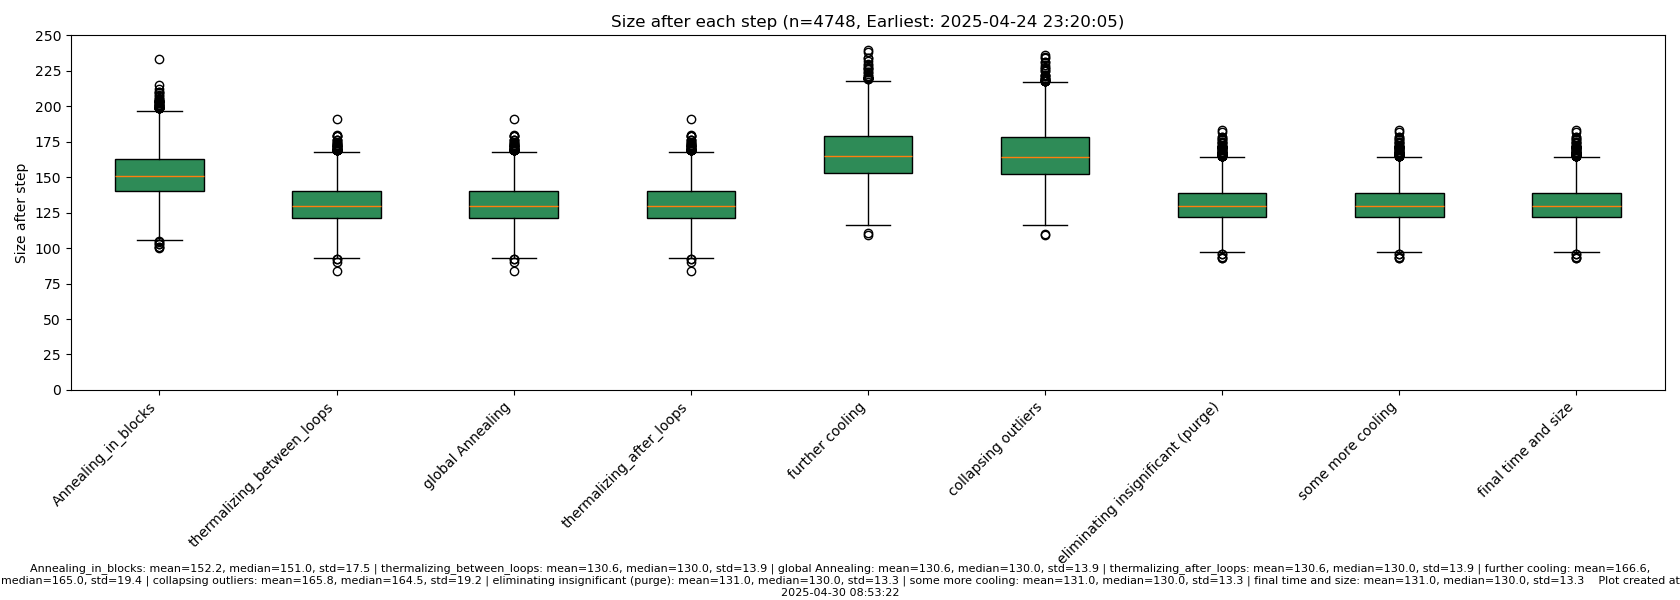 Size after each step (n=4748, Earliest: 2025-04-24 23:20:05)
Size after step
250
225
200
175
150
125
100
75
50
25
0
Annealing_in_blocks
thermalizing_between_loops
global Annealing
thermalizing_after_loops
further cooling
collapsing outliers
eliminating insignificant (purge)
some more cooling
final time and size
Annealing_in_blocks: mean=152.2, median=151.0, std=17.5 | thermalizing_between_loops: mean=130.6, median=130.0, std=13.9 | global Annealing: mean=130.6, median=130.0, std=13.9 | thermalizing_after_loops: mean=130.6, median=130.0, std=13.9 | further cooling: mean=166.6,
median=165.0, std=19.4 | collapsing outliers: mean=165.8, median=164.5, std=19.2 | eliminating insignificant (purge): mean=131.0, median=130.0, std=13.3 | some more cooling: mean=131.0, median=130.0, std=13.3 | final time and size: mean=131.0, median=130.0, std=13.3    Plot created at
2025-04-30 08:53:22